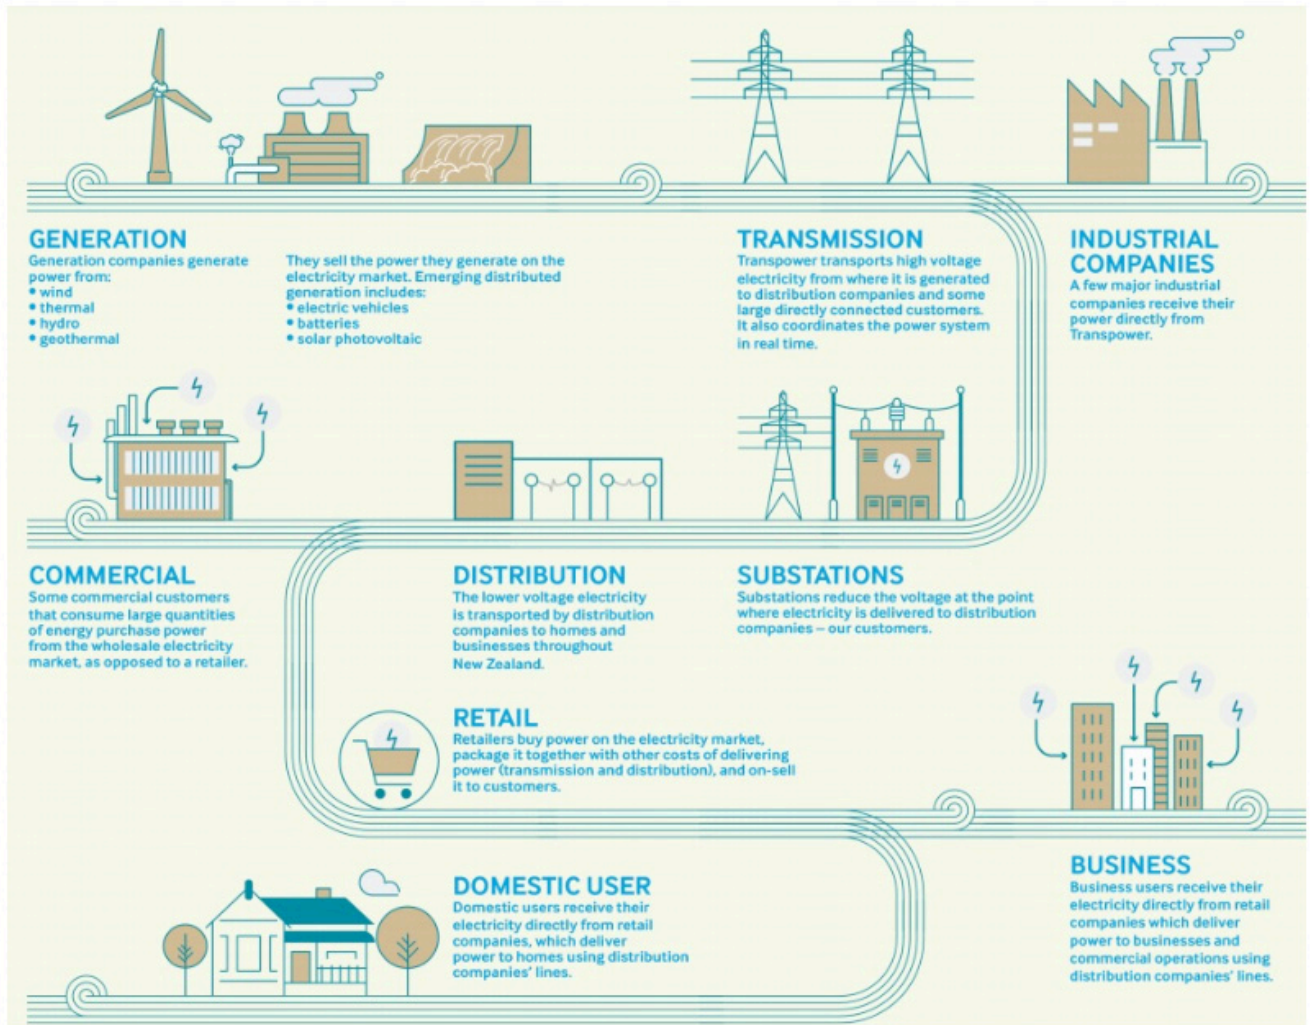 GENERATION
Generation companies generate
power from:
• wind
• thermal
• hydro
• geothermal
They sell the power they generate on the
electricity market. Emerging distributed
generation includes:
• electric vehicles
• batteries
• solar photovoltaic
TRANSMISSION
Transpower transports high voltage
electricity from where it is generated
to distribution companies and some
large directly connected customers.
It also coordinates the power system
in real time.
INDUSTRIAL
COMPANIES
A few major industrial
companies receive their
power directly from
Transpower.
COMMERCIAL
Some commercial customers
that consume large quantities
of energy purchase power
from the wholesale electricity
market, as opposed to a retailer.
DISTRIBUTION
The lower voltage electricity
is transported by distribution
companies to homes and
businesses throughout
New Zealand.
SUBSTATIONS
Substations reduce the voltage at the point
where electricity is delivered to distribution
companies – our customers.
RETAIL
Retailers buy power on the electricity market,
package it together with other costs of delivering
power (transmission and distribution), and on-sell
it to customers.
BUSINESS
Business users receive their
electricity directly from retail
companies which deliver
power to businesses and
commercial operations using
distribution companies' lines.
DOMESTIC USER
Domestic users receive their
electricity directly from retail
companies, which deliver
power to homes using distribution
companies' lines.